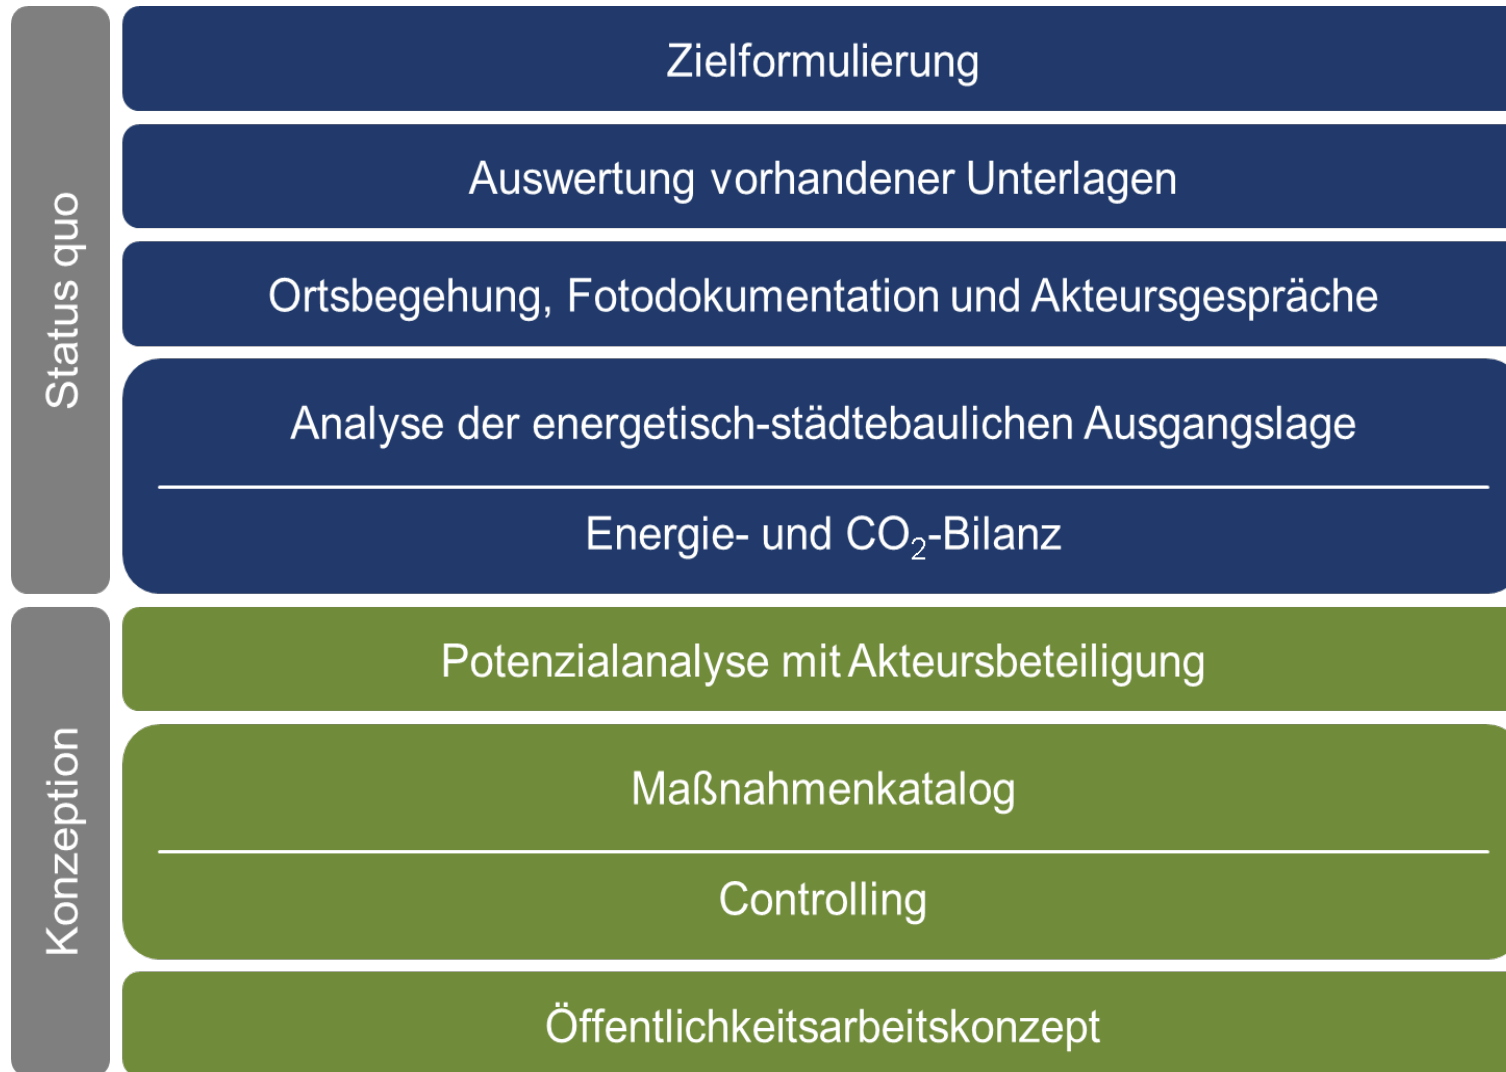 Status quo
Zielformulierung
Auswertung vorhandener Unterlagen
Ortsbegehung, Fotodokumentation und Akteursgespräche
Analyse der energetisch-städtebaulichen Ausgangslage
Energie- und CO₂-Bilanz
Konzeption
Potenzialanalyse mit Akteursbeteiligung
Maßnahmenkatalog
Controlling
Öffentlichkeitsarbeitskonzept